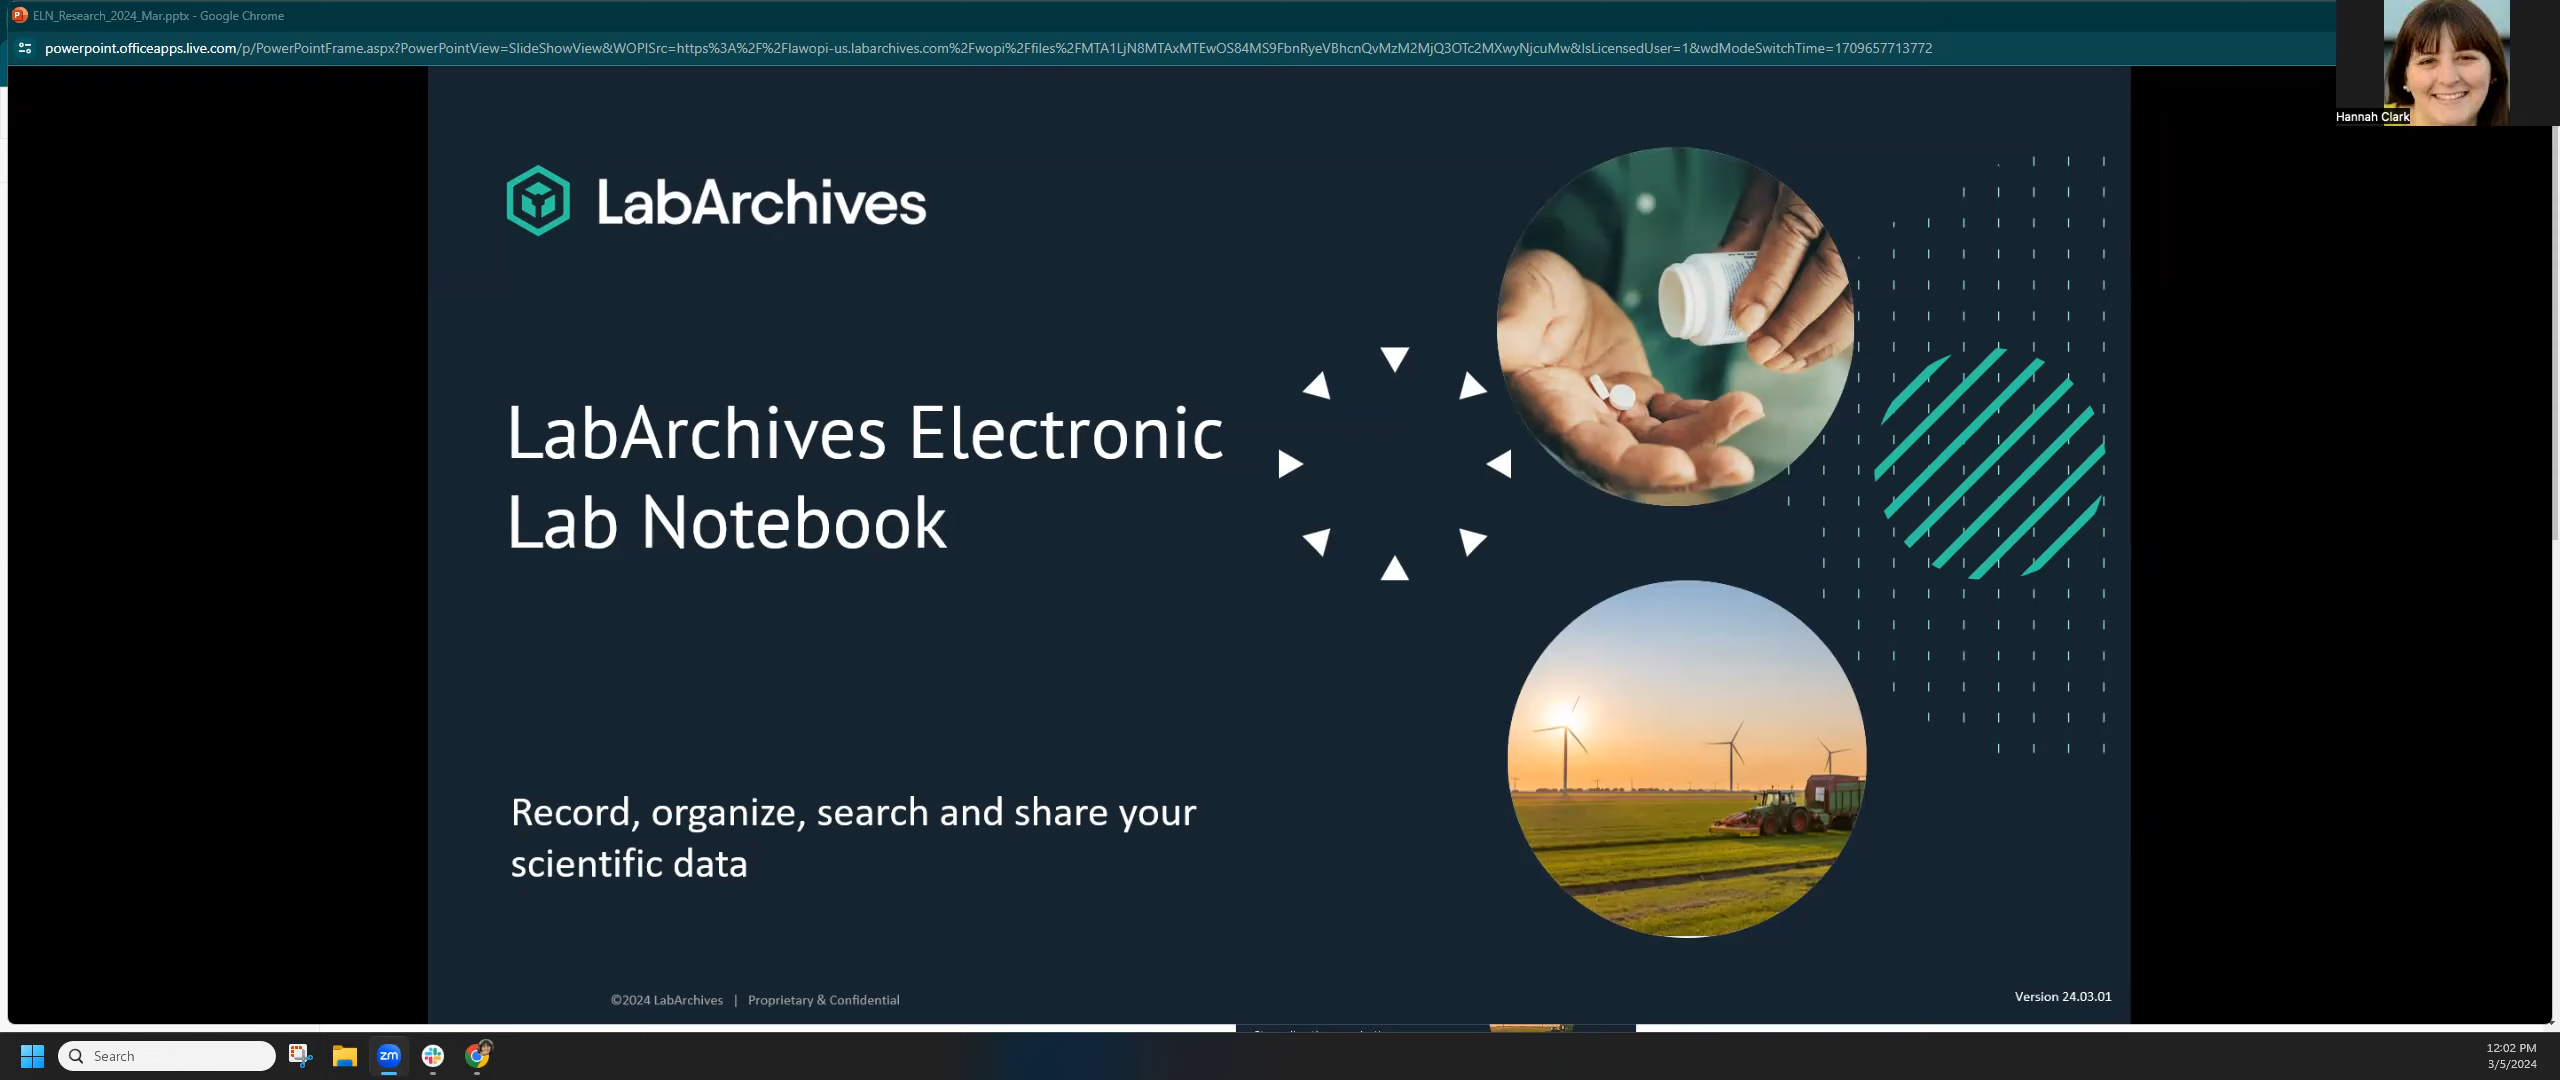 ELN_Research_2024_Mar.pptx - Google Chrome
powerpoint.officeapps.live.com/p/PowerPointFrame.aspx?PowerPointView=SlideShowView&WOPISrc=https%3A%2F%2Flawopi-us.labarchives.com%2Fwopi%2Ffiles%2FMTA1LjN8MTAxMTEwOS84MS9FbnRyeVBhcnQvMzM2MjQ3OTc2MXwyNjcuMw&IsLicensedUser=1&wdModeSwitchTime=1709657713772
Hannah Clark
LabArchives
LabArchives Electronic
Lab Notebook
Record, organize, search and share your
scientific data
©2024 LabArchives | Proprietary & Confidential
Version 24.03.01
Search
zm
12:02 PM
3/5/2024